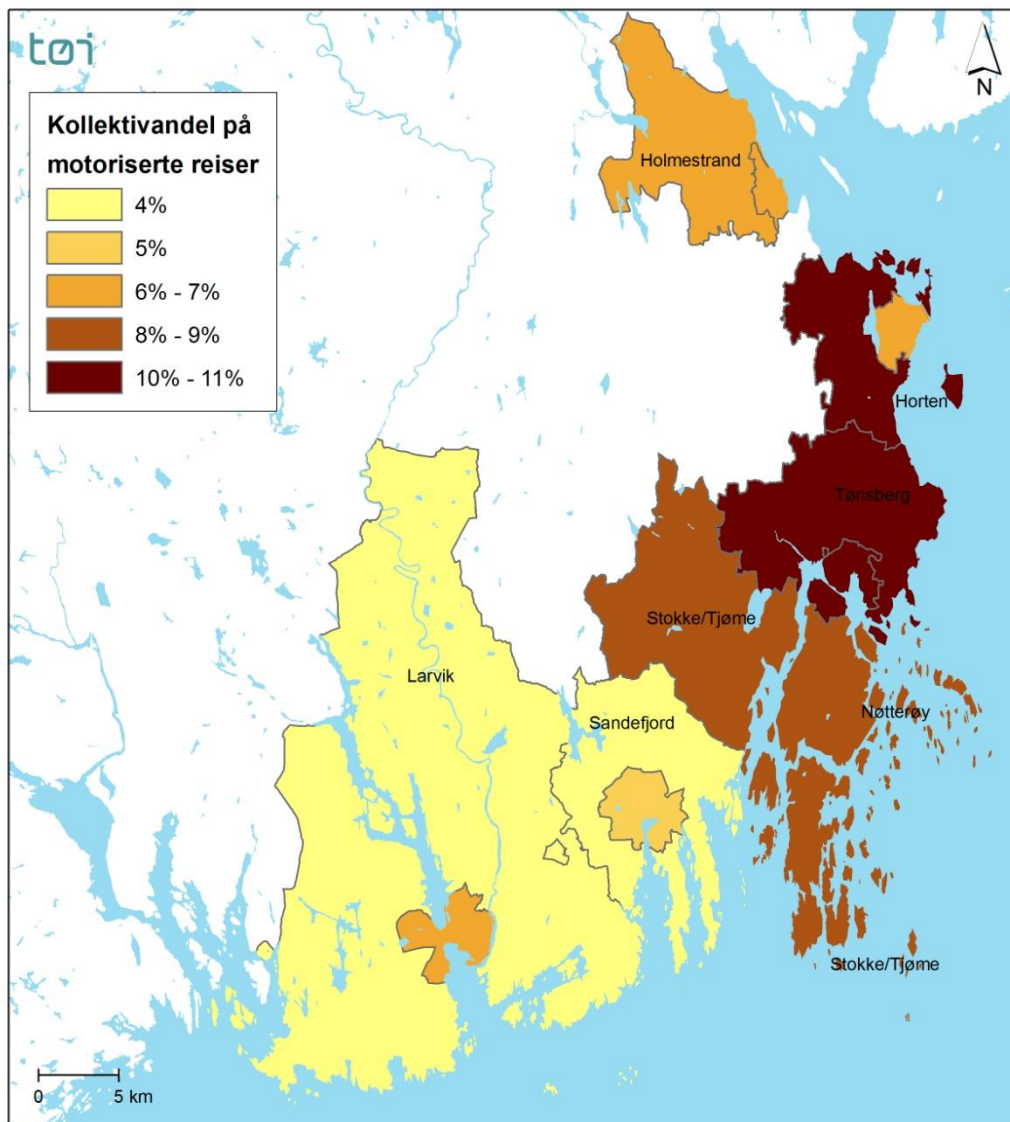 tøi
N
Kollektivandel på
motoriserte reiser
4%
5%
6% - 7%
8% - 9%
10% - 11%
Holmestrand
Horten
Tønsberg
Stokke/Tjøme
Larvik
Nøtterøy
Sandefjord
Stokke/Tjøme
0 5 km